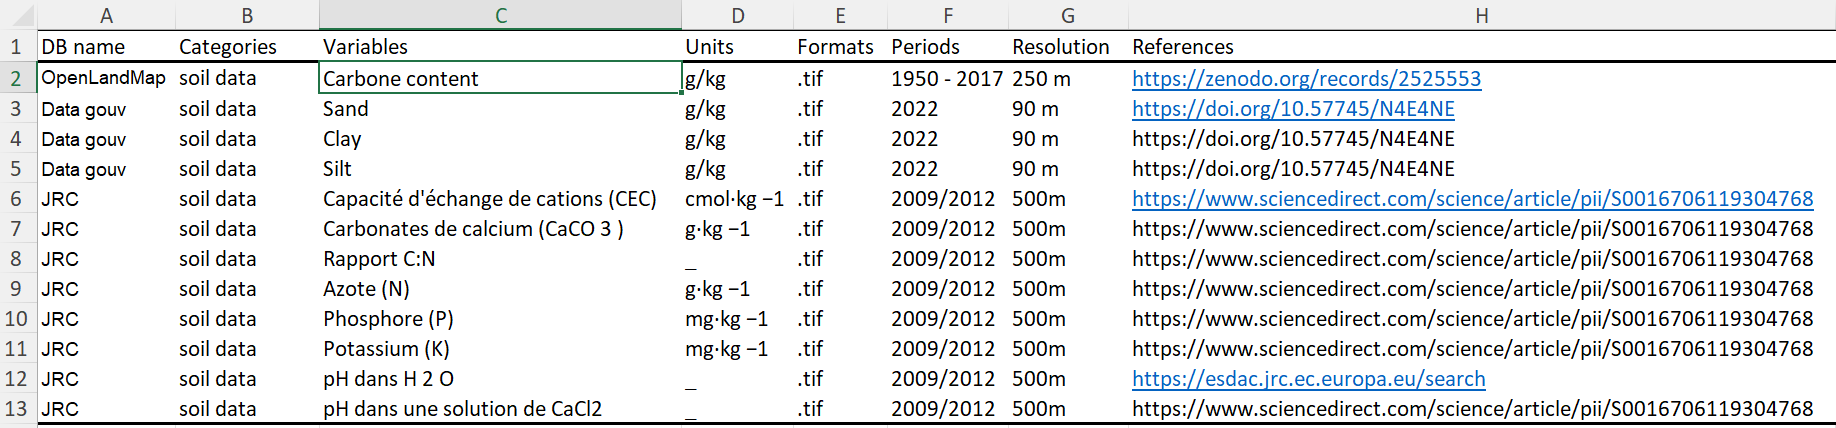 A B C D E F G H
1 DB name Categories Variables Units Formats Periods Resolution References
2 OpenLandMap soil data Carbone content g/kg .tif 1950 - 2017 250 m https://zenodo.org/records/2525553
3 Data gouv soil data Sand g/kg .tif 2022 90 m https://doi.org/10.57745/N4E4NE
4 Data gouv soil data Clay g/kg .tif 2022 90 m https://doi.org/10.57745/N4E4NE
5 Data gouv soil data Silt g/kg .tif 2022 90 m https://doi.org/10.57745/N4E4NE
6 JRC soil data Capacité d'échange de cations (CEC) cmol·kg −1 .tif 2009/2012 500m https://www.sciencedirect.com/science/article/pii/S0016706119304768
7 JRC soil data Carbonates de calcium (CaCO 3 ) g·kg −1 .tif 2009/2012 500m https://www.sciencedirect.com/science/article/pii/S0016706119304768
8 JRC soil data Rapport C:N _ .tif 2009/2012 500m https://www.sciencedirect.com/science/article/pii/S0016706119304768
9 JRC soil data Azote (N) g·kg −1 .tif 2009/2012 500m https://www.sciencedirect.com/science/article/pii/S0016706119304768
10 JRC soil data Phosphore (P) mg·kg −1 .tif 2009/2012 500m https://www.sciencedirect.com/science/article/pii/S0016706119304768
11 JRC soil data Potassium (K) mg·kg −1 .tif 2009/2012 500m https://www.sciencedirect.com/science/article/pii/S0016706119304768
12 JRC soil data pH dans H 2 O _ .tif 2009/2012 500m https://esdac.jrc.ec.europa.eu/search
13 JRC soil data pH dans une solution de CaCl2 _ .tif 2009/2012 500m https://www.sciencedirect.com/science/article/pii/S0016706119304768